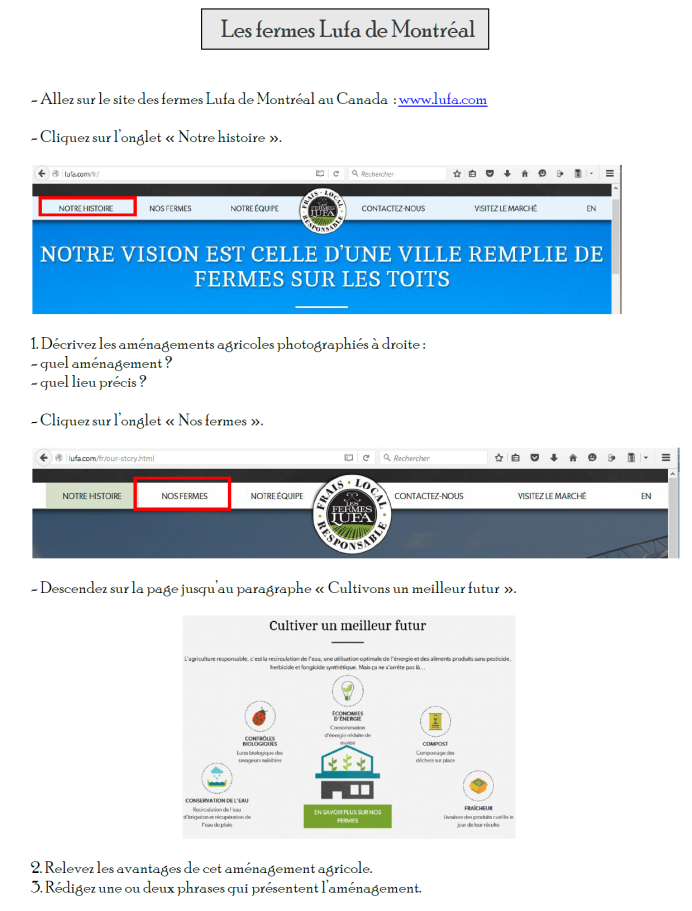 Les fermes Lufa de Montréal
- Allez sur le site des fermes Lufa de Montréal au Canada : www.lufa.com
- Cliquez sur l'onglet « Notre histoire ».
lufa.com/fr/
Rechercher
NOTRE HISTOIRE NOS FERMES NOTRE ÉQUIPE FRAIS · LOCAL RESPONSABLE LES FERMES LUFA CONTACTEZ-NOUS VISITEZ LE MARCHÉ EN
NOTRE VISION EST CELLE D'UNE VILLE REMPLIE DE
FERMES SUR LES TOITS
1. Décrivez les aménagements agricoles photographiés à droite :
- quel aménagement ?
- quel lieu précis ?
- Cliquez sur l'onglet « Nos fermes ».
lufa.com/fr/our-story.html
Rechercher
NOTRE HISTOIRE NOS FERMES NOTRE ÉQUIPE FRAIS · LOCAL RESPONSABLE LES FERMES LUFA CONTACTEZ-NOUS VISITEZ LE MARCHÉ EN
- Descendez sur la page jusqu'au paragraphe « Cultivons un meilleur futur ».
Cultiver un meilleur futur
L'agriculture responsable, c'est la recirculation de l'eau, une utilisation optimale de l'énergie et des aliments produits sans pesticide,
herbicide et fongicide synthétique. Mais ça ne s'arrête pas là...
ÉCONOMIES
D'ÉNERGIE
Consommation
d'énergie réduite de
moitié
CONTRÔLES
BIOLOGIQUES
Lutte biologique des
ravageurs nuisibles
COMPOST
Compostage des
déchets sur place
CONSERVATION DE L'EAU
Recirculation de l'eau
d'irrigation et récupération de
l'eau de pluie
EN SAVOIR PLUS SUR NOS
FERMES
FRAÎCHEUR
Livraison des produits cueillis le
jour de leur récolte
2. Relevez les avantages de cet aménagement agricole.
3. Rédigez une ou deux phrases qui présentent l'aménagement.